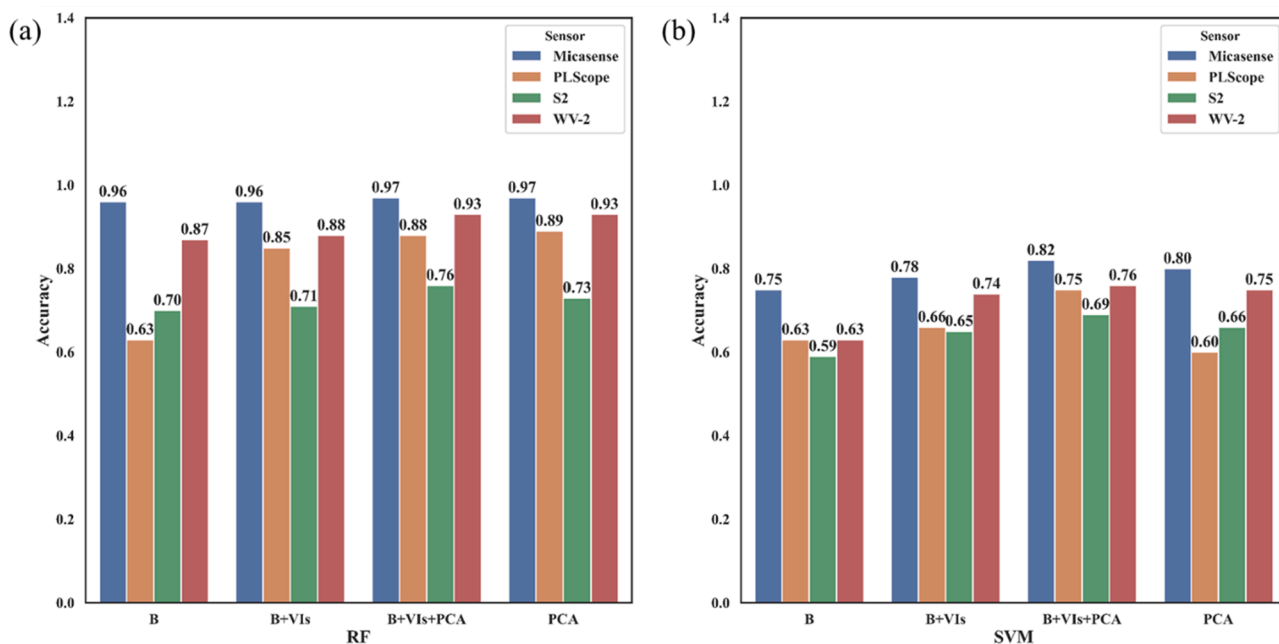 (a)
1.4
1.2
1.0
0.8
0.6
0.4
0.2
0.0
Accuracy
Sensor
Micasense
PLScope
S2
WV-2
0.96
0.63
0.70
0.87
0.96
0.85
0.71
0.88
0.97
0.88
0.76
0.93
0.97
0.89
0.73
0.93
B
B+VIs
B+VIs+PCA
PCA
RF
(b)
1.4
1.2
1.0
0.8
0.6
0.4
0.2
0.0
Accuracy
Sensor
Micasense
PLScope
S2
WV-2
0.75
0.63
0.59
0.63
0.78
0.66
0.65
0.74
0.82
0.75
0.69
0.76
0.80
0.60
0.66
0.75
B
B+VIs
B+VIs+PCA
PCA
SVM